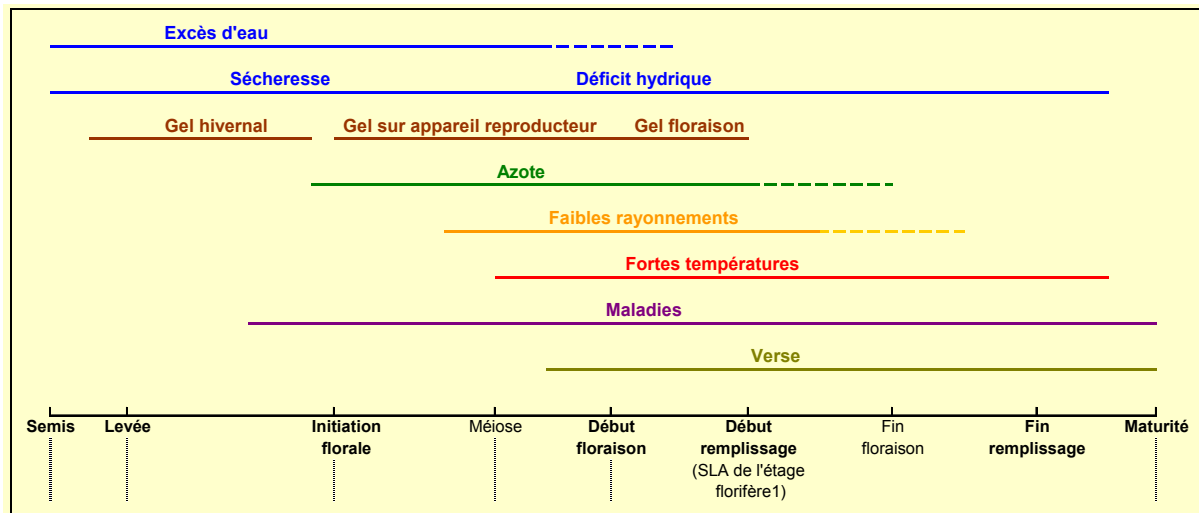 Excès d'eau
Sécheresse Déficit hydrique
Gel hivernal Gel sur appareil reproducteur Gel floraison
Azote
Faibles rayonnements
Fortes températures
Maladies
Verse
Semis Levée Initiation Méiose Début Début Fin Fin Maturité
florale floraison remplissage floraison remplissage
(SLA de l'étage
florifère1)